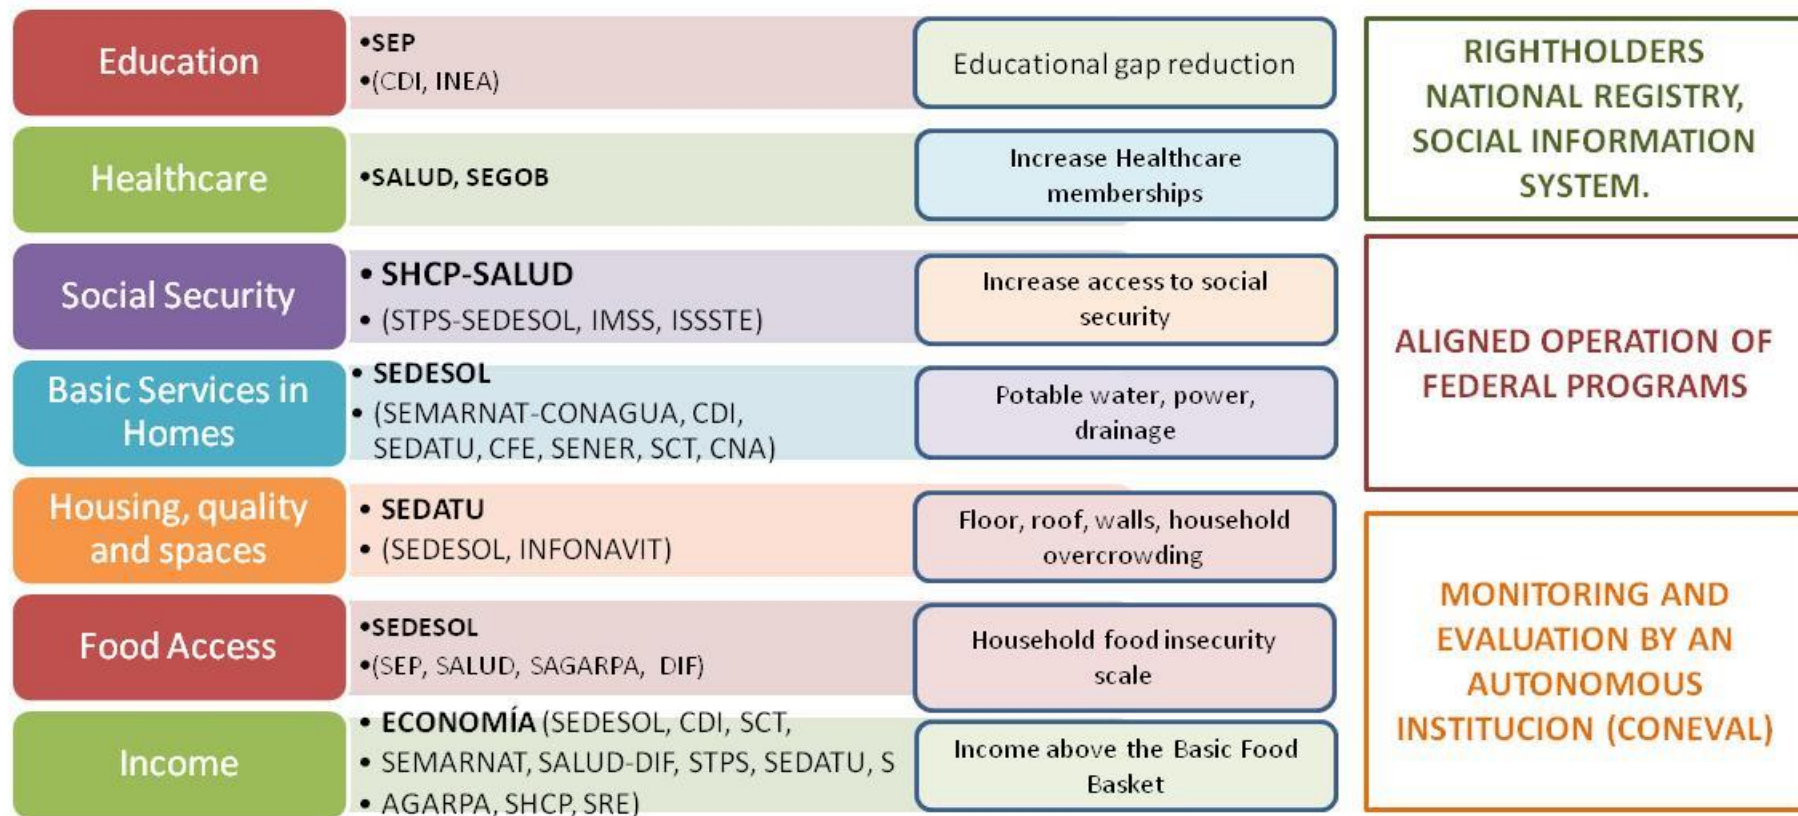 Education
•SEP
•(CDI, INEA)
Educational gap reduction
Healthcare
•SALUD, SEGOB
Increase Healthcare
memberships
Social Security
• SHCP-SALUD
• (STPS-SEDESOL, IMSS, ISSSTE)
Increase access to social
security
Basic Services in
Homes
• SEDESOL
• (SEMARNAT-CONAGUA, CDI,
SEDATU, CFE, SENER, SCT, CNA)
Potable water, power,
drainage
Housing, quality
and spaces
• SEDATU
• (SEDESOL, INFONAVIT)
Floor, roof, walls, household
overcrowding
Food Access
•SEDESOL
•(SEP, SALUD, SAGARPA, DIF)
Household food insecurity
scale
Income
• ECONOMÍA (SEDESOL, CDI, SCT,
• SEMARNAT, SALUD-DIF, STPS, SEDATU, S
• AGARPA, SHCP, SRE)
Income above the Basic Food
Basket
RIGHTHOLDERS
NATIONAL REGISTRY,
SOCIAL INFORMATION
SYSTEM.
ALIGNED OPERATION OF
FEDERAL PROGRAMS
MONITORING AND
EVALUATION BY AN
AUTONOMOUS
INSTITUCION (CONEVAL)